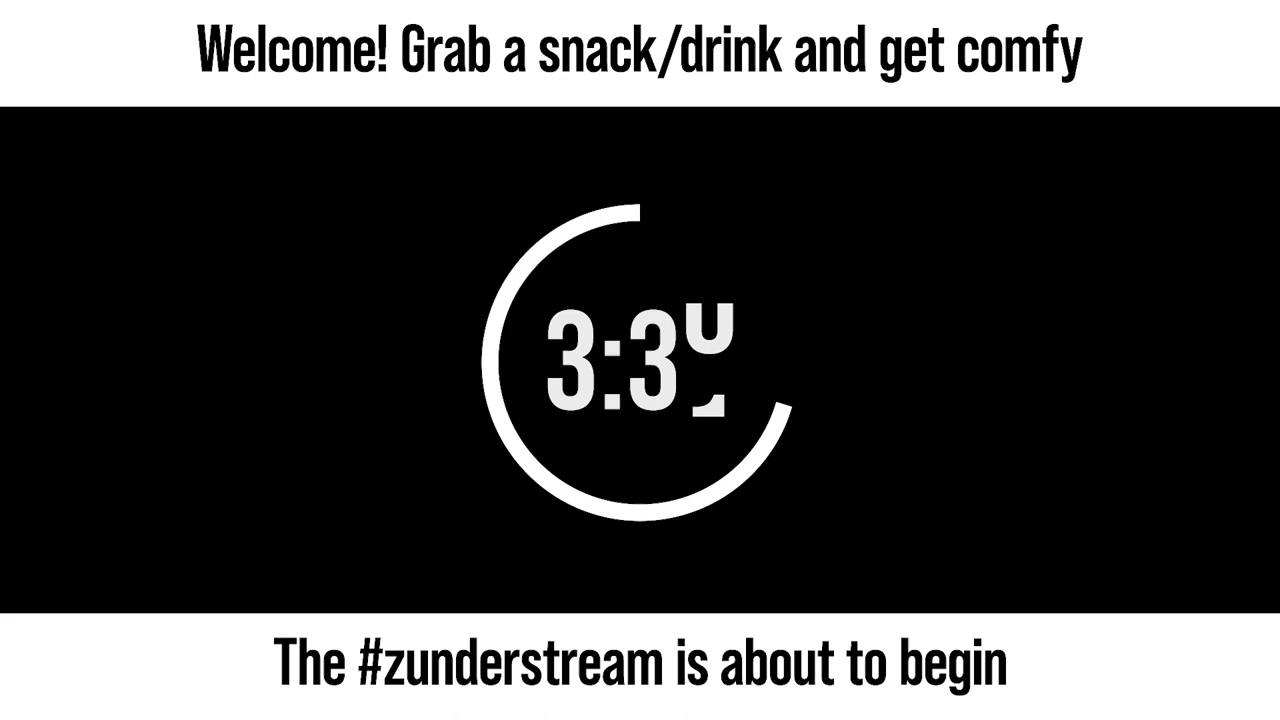 Welcome! Grab a snack/drink and get comfy
3:3
The #zunderstream is about to begin